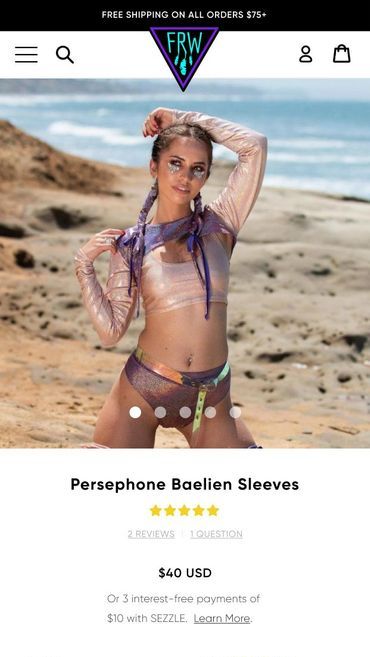 FREE SHIPPING ON ALL ORDERS $75+
FRW
Persephone Baelien Sleeves
2 REVIEWS | 1 QUESTION
$40 USD
Or 3 interest-free payments of
$10 with SEZZLE. Learn More.